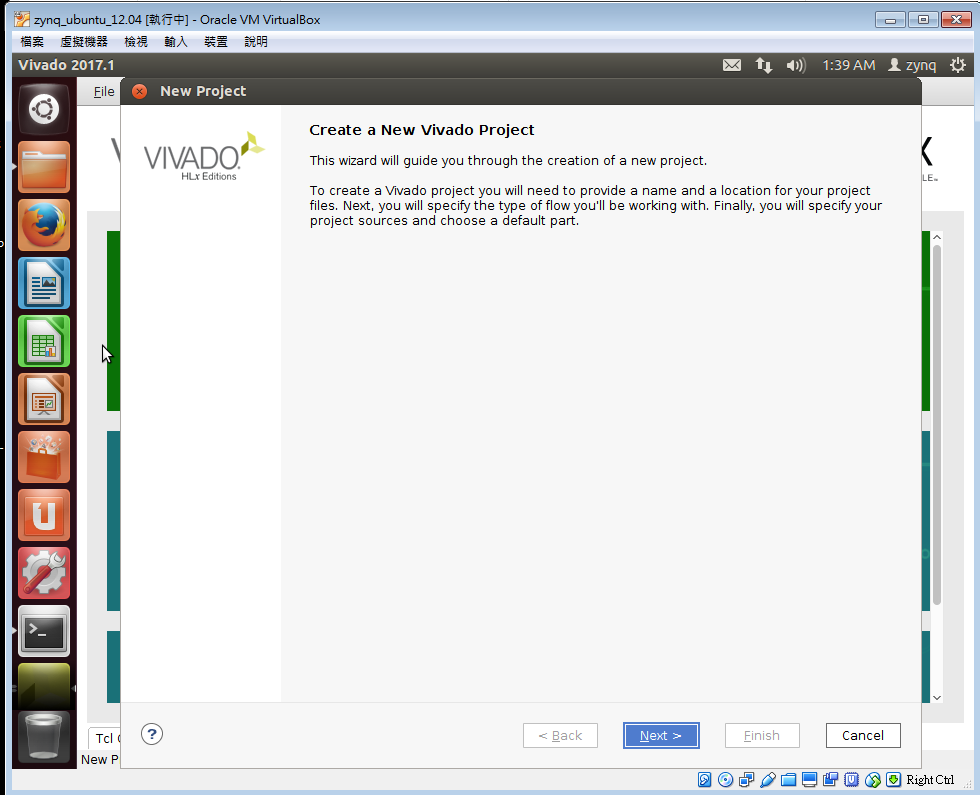 zynq_ubuntu_12.04 [執行中] - Oracle VM VirtualBox
檔案 虛擬機器 檢視 輸入 裝置 說明
Vivado 2017.1 1:39 AM zynq
File New Project
VIVADO.
HLx Editions
Create a New Vivado Project
This wizard will guide you through the creation of a new project.
To create a Vivado project you will need to provide a name and a location for your project
files. Next, you will specify the type of flow you'll be working with. Finally, you will specify your
project sources and choose a default part.
? < Back Next > Finish Cancel
Tcl
New P
Right Ctrl